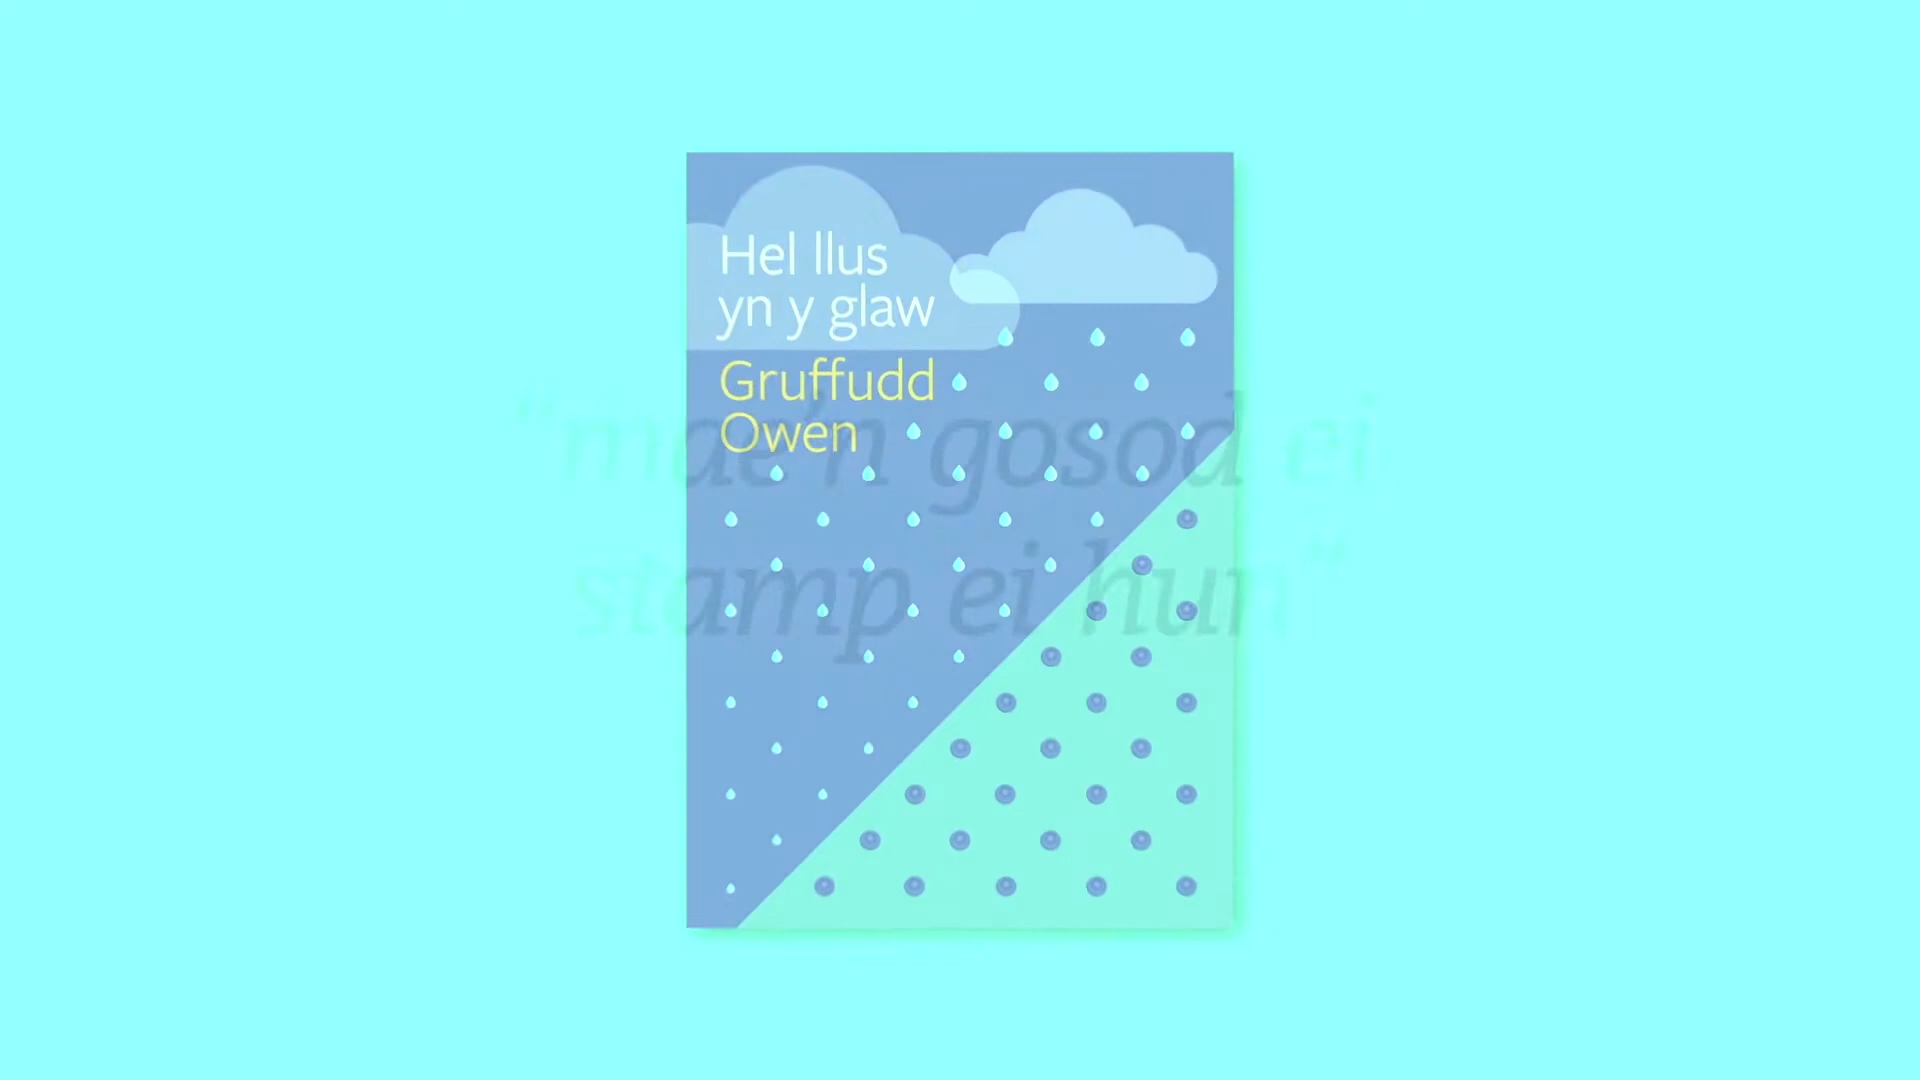 Hel llus
yn y glaw
Gruffudd
Owen
"mae'n gosod ei
stamp ei hun"